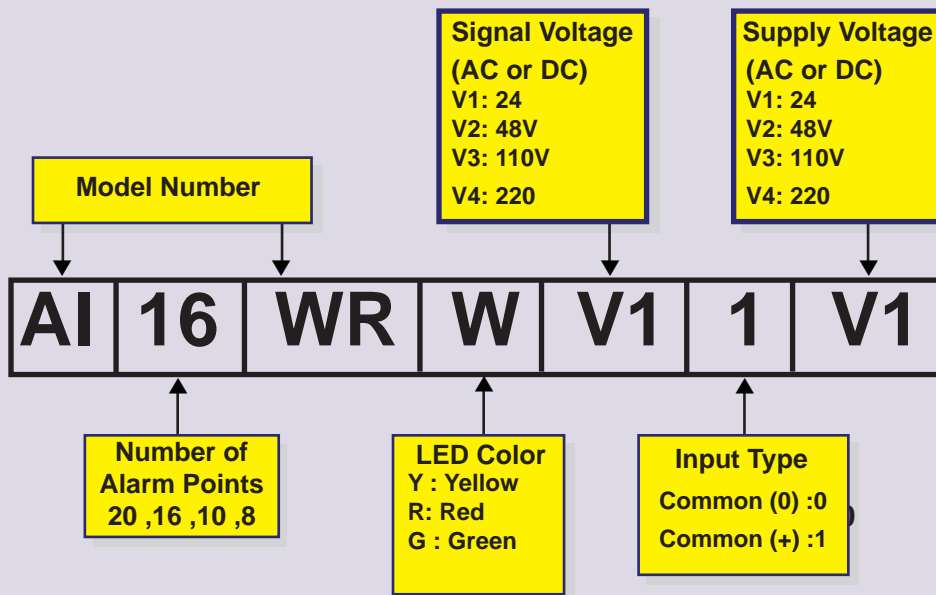 Signal Voltage
(AC or DC)
V1: 24
V2: 48V
V3: 110V
V4: 220
Supply Voltage
(AC or DC)
V1: 24
V2: 48V
V3: 110V
V4: 220
Model Number
AI 16 WR W V1 1 V1
Number of
Alarm Points
20 ,16 ,10 ,8
LED Color
Y : Yellow
R: Red
G : Green
Input Type
Common (0) :0
Common (+) :1